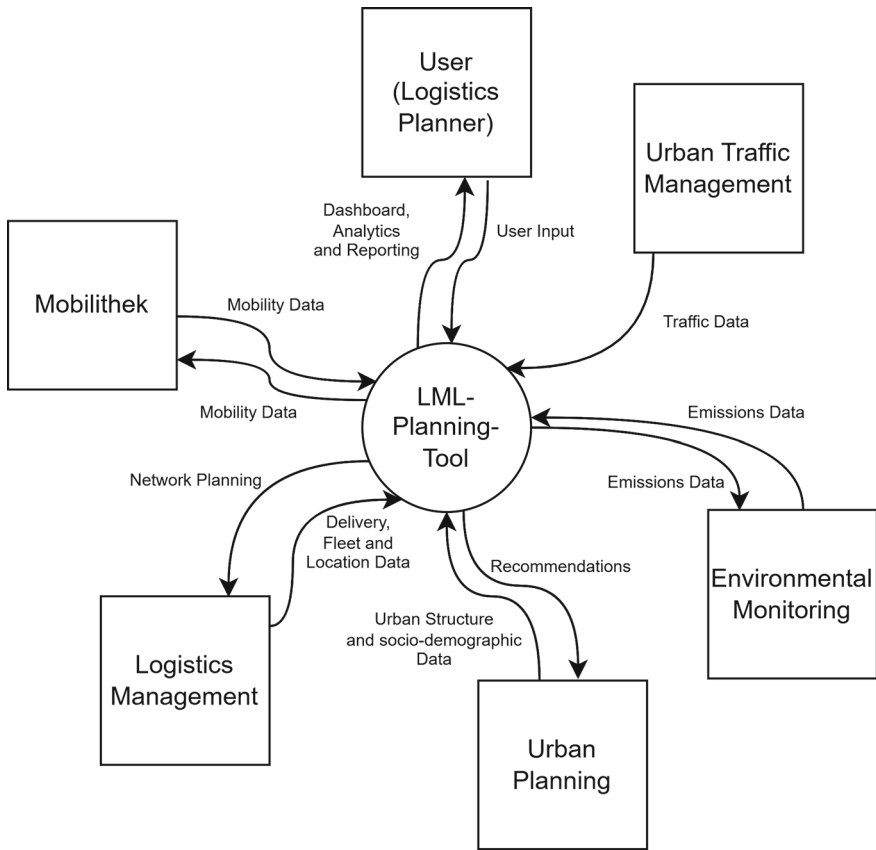 User
(Logistics
Planner)
Urban Traffic
Management
Dashboard,
Analytics
and Reporting
User Input
Mobilithek
Mobility Data
Traffic Data
Mobility Data
LML-
Planning-
Tool
Emissions Data
Emissions Data
Network Planning
Delivery,
Fleet and
Location Data
Recommendations
Environmental
Monitoring
Urban Structure
and socio-demographic
Data
Logistics
Management
Urban
Planning